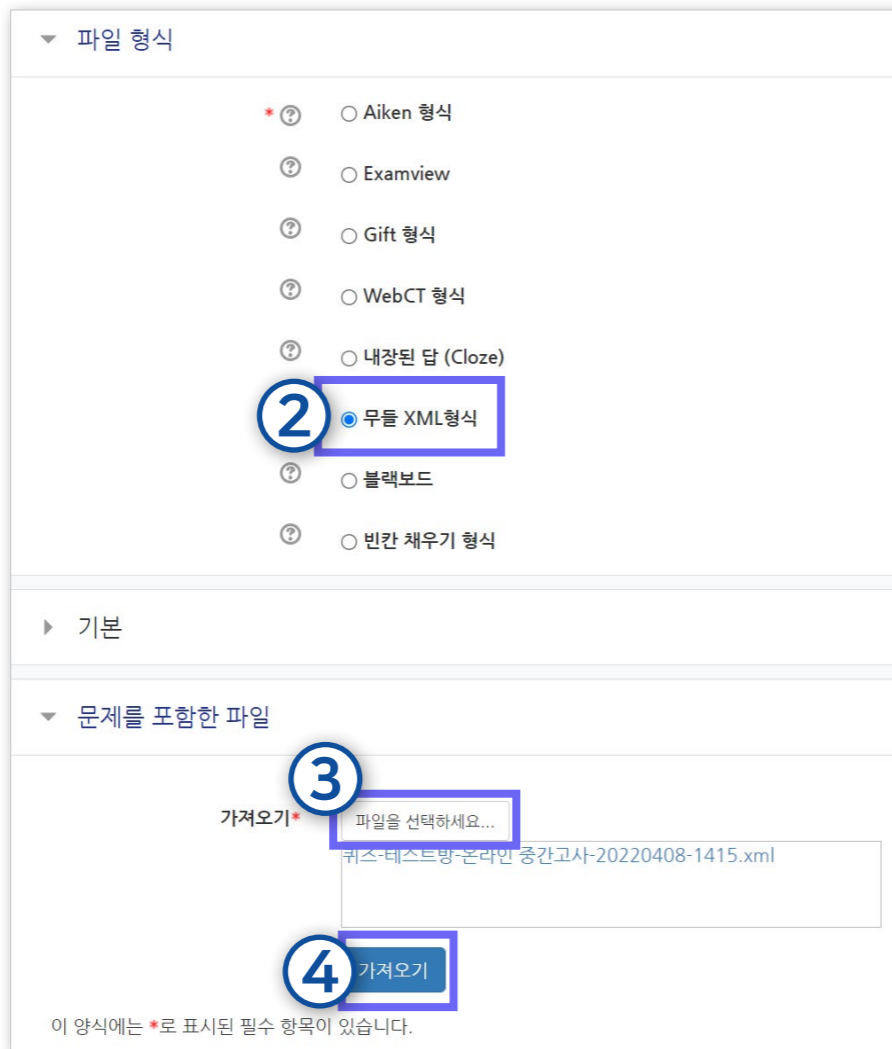 파일 형식
* Aiken 형식
Examview
Gift 형식
WebCT 형식
내장된 답 (Cloze)
2 무들 XML형식
블랙보드
빈칸 채우기 형식
기본
문제를 포함한 파일
3
가져오기* 파일을 선택하세요...
퀴즈-테스트방-온라인 중간고사-20220408-1415.xml
4 가져오기
이 양식에는 *로 표시된 필수 항목이 있습니다.